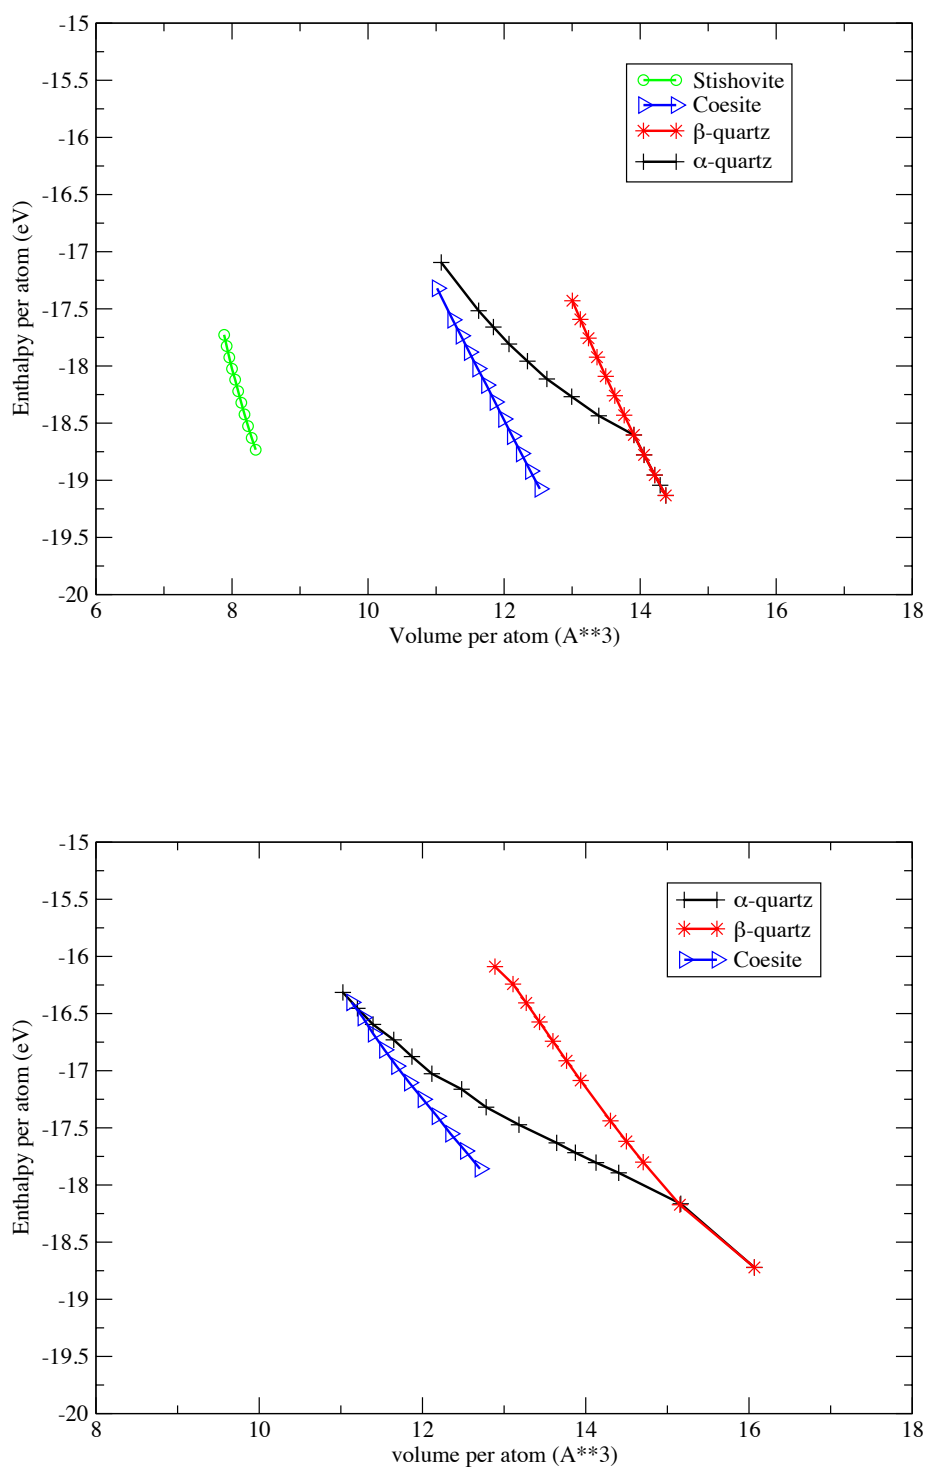 -15
-15.5
-16
-16.5
-17
-17.5
-18
-18.5
-19
-19.5
-20
Enthalpy per atom (eV)
Stishovite
Coesite
β-quartz
α-quartz
6 8 10 12 14 16 18
Volume per atom (A**3)
-15
-15.5
-16
-16.5
-17
-17.5
-18
-18.5
-19
-19.5
-20
Enthalpy per atom (eV)
α-quartz
β-quartz
Coesite
8 10 12 14 16 18
volume per atom (A**3)